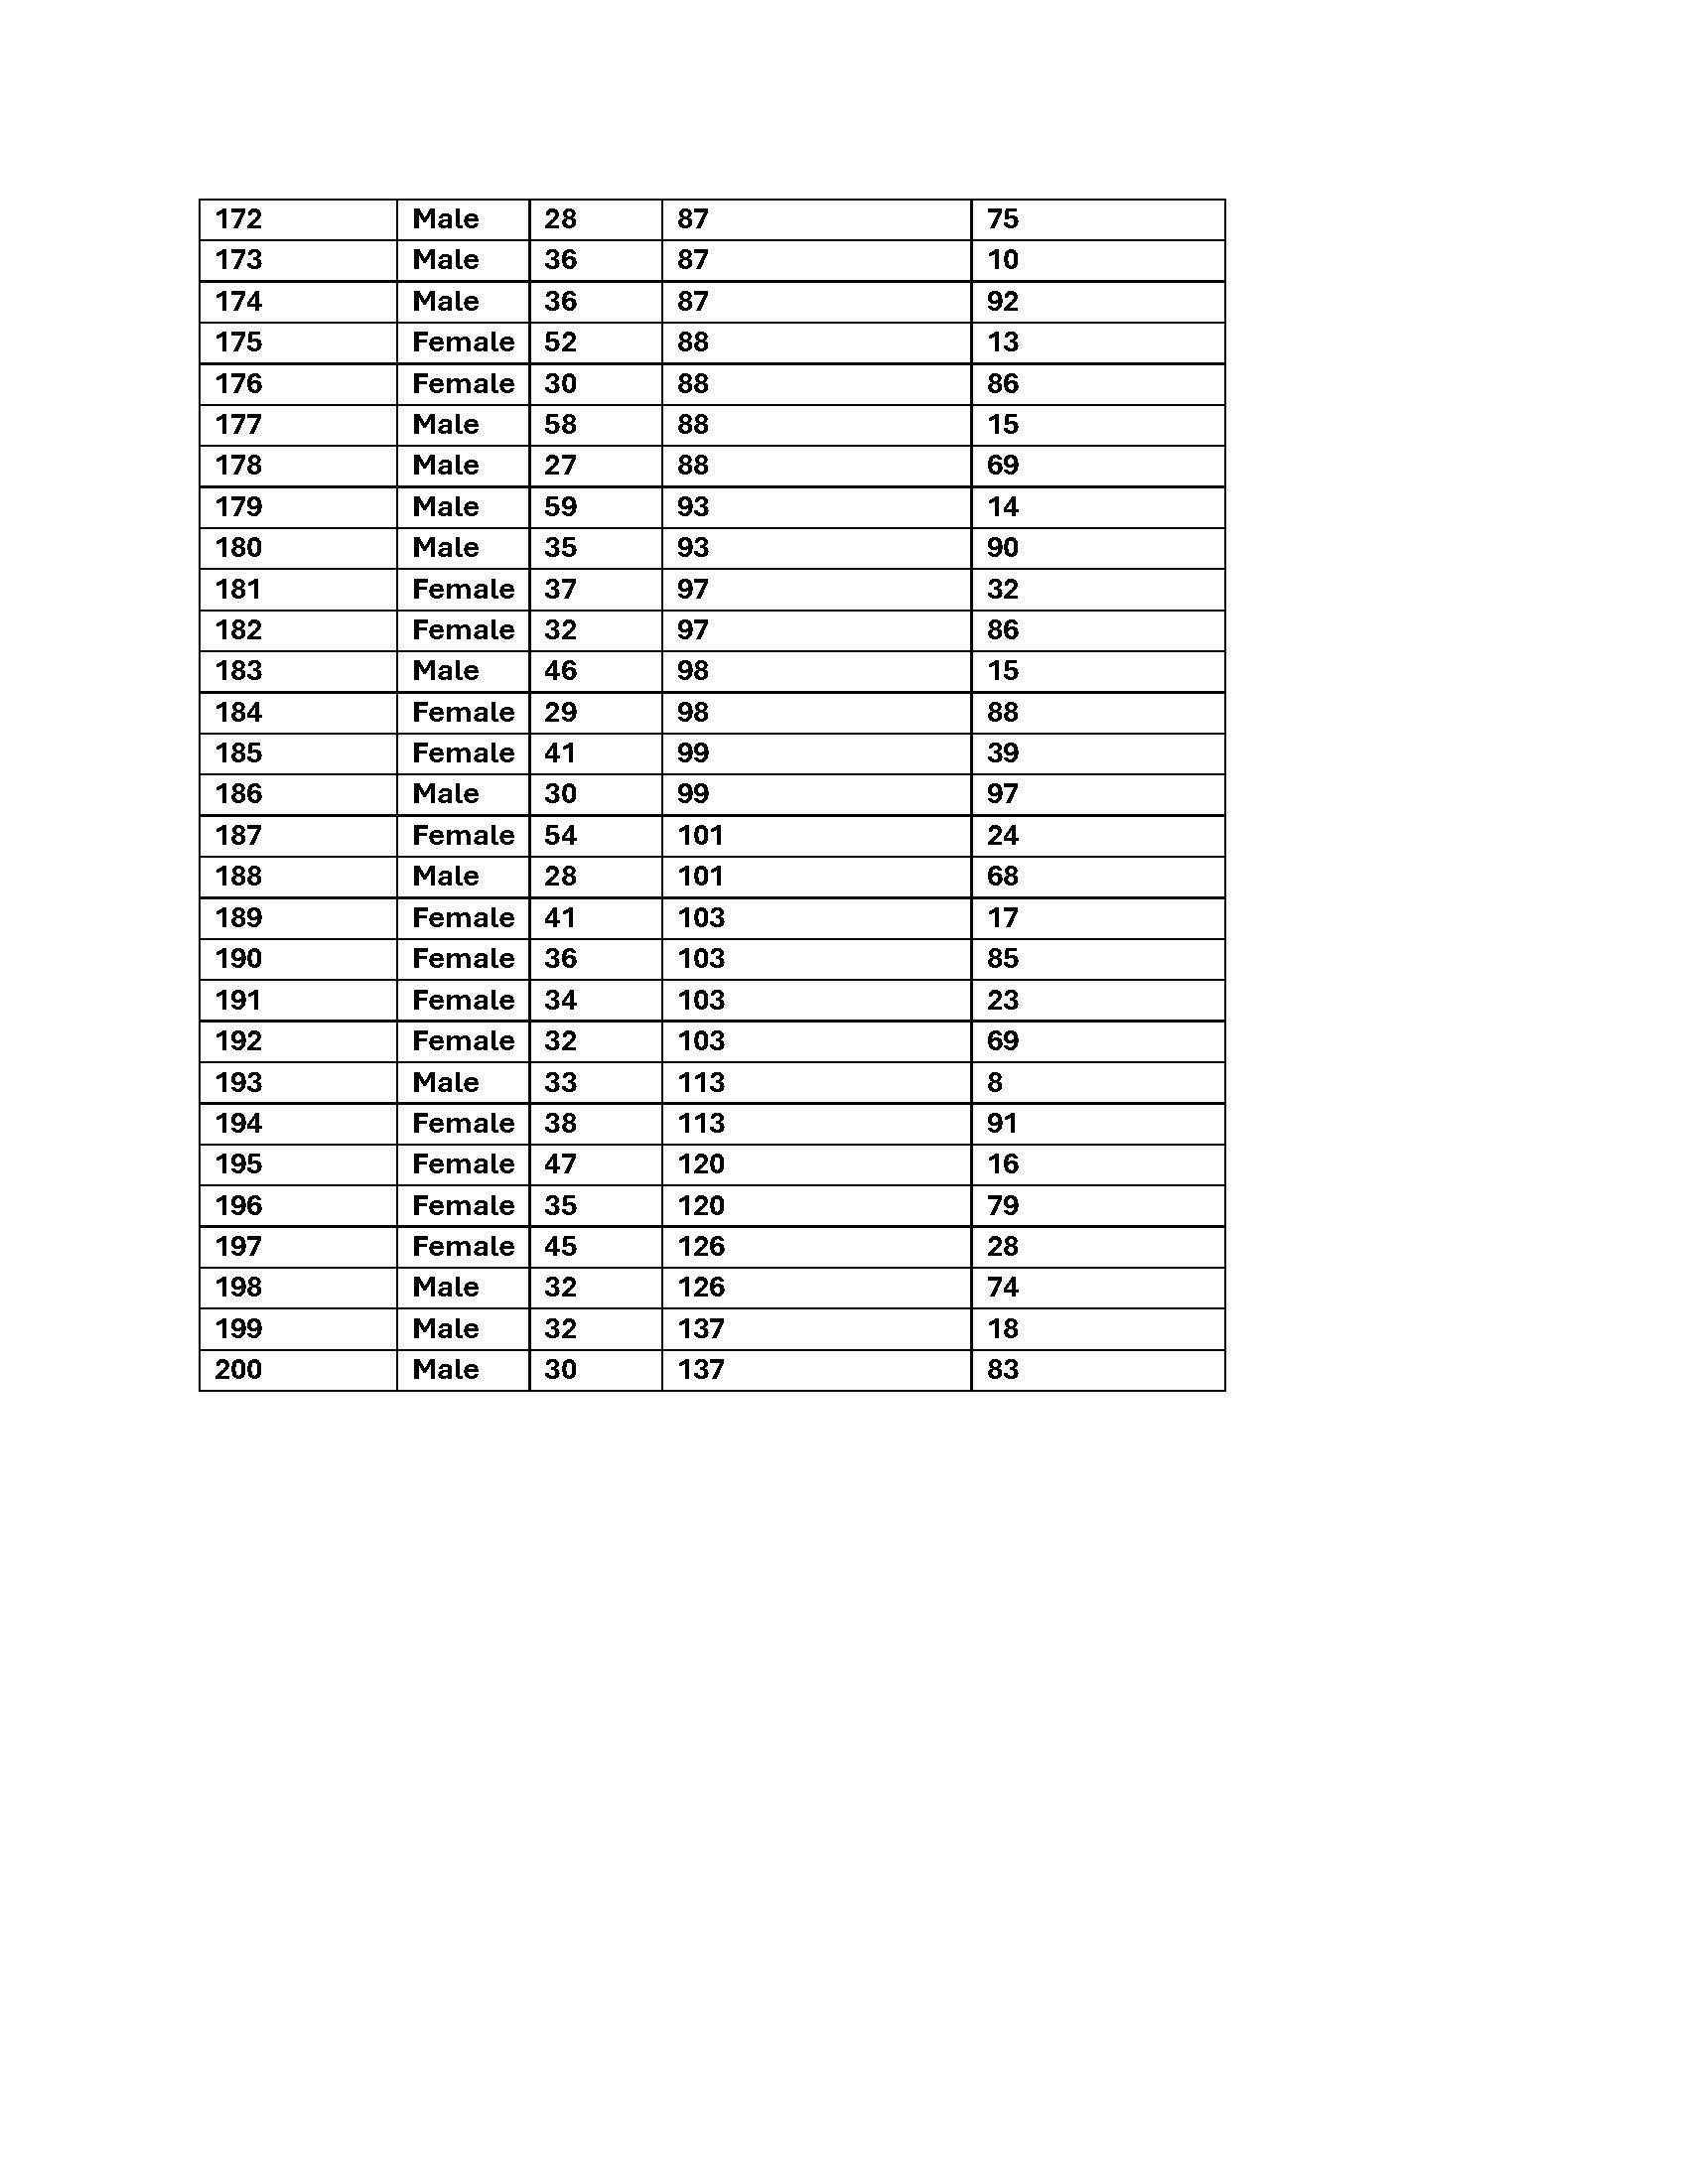 172 Male 28 87 75
173 Male 36 87 10
174 Male 36 87 92
175 Female 52 88 13
176 Female 30 88 86
177 Male 58 88 15
178 Male 27 88 69
179 Male 59 93 14
180 Male 35 93 90
181 Female 37 97 32
182 Female 32 97 86
183 Male 46 98 15
184 Female 29 98 88
185 Female 41 99 39
186 Male 30 99 97
187 Female 54 101 24
188 Male 28 101 68
189 Female 41 103 17
190 Female 36 103 85
191 Female 34 103 23
192 Female 32 103 69
193 Male 33 113 8
194 Female 38 113 91
195 Female 47 120 16
196 Female 35 120 79
197 Female 45 126 28
198 Male 32 126 74
199 Male 32 137 18
200 Male 30 137 83